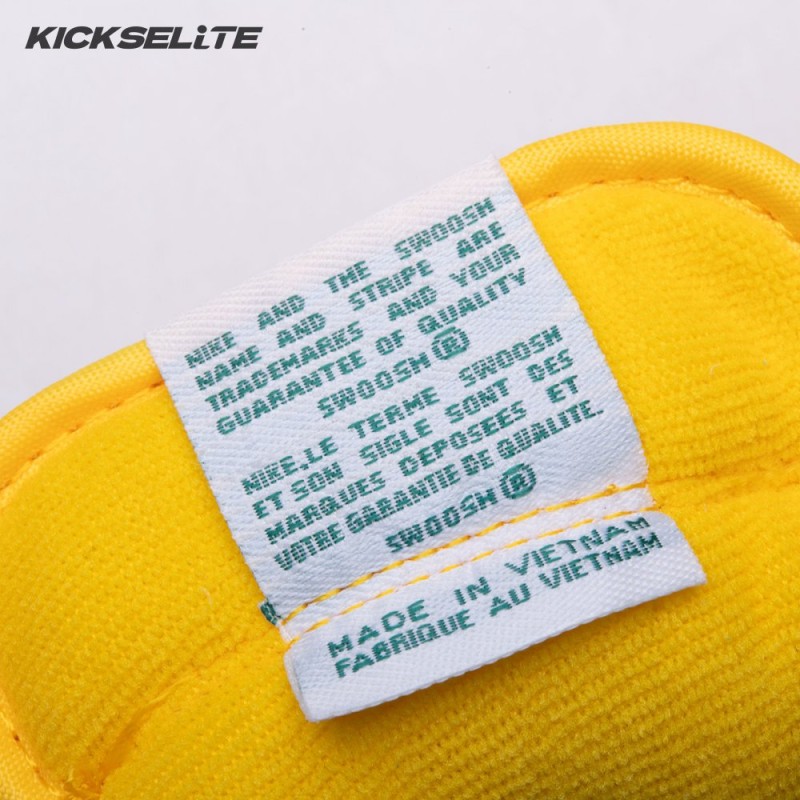 KICKSELITE
NIKE AND THE SWOOSH
NAME AND STRIPE ARE
TRADEMARKS AND YOUR
GUARANTEE OF QUALITY
SWOOSH®
NIKE,LE TERME SWOOSH
ET SON SIGLE SONT DES
MARQUES DEPOSEES ET
VOTRE GARANTIE DE QUALITE.
SWOOSH®
MADE IN VIETNAM
FABRIQUE AU VIETNAM